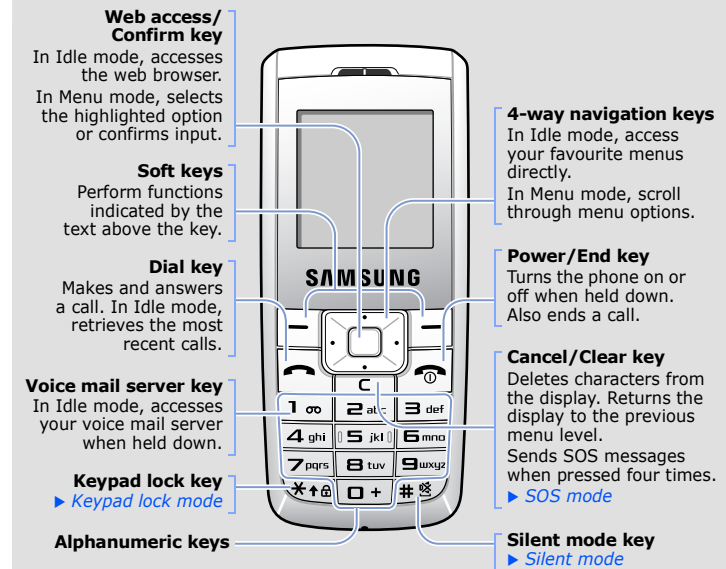 Web access/
Confirm key
In Idle mode, accesses
the web browser.
In Menu mode, selects
the highlighted option
or confirms input.
Soft keys
Perform functions
indicated by the
text above the key.
Dial key
Makes and answers
a call. In Idle mode,
retrieves the most
recent calls.
Voice mail server key
In Idle mode, accesses
your voice mail server
when held down.
Keypad lock key
▶ Keypad lock mode
Alphanumeric keys
SAMSUNG
C
1 2 abc 3 def
4 ghi 5 jkl 6 mno
7 pqrs 8 tuv 9 wxyz
* 0 + #
4-way navigation keys
In Idle mode, access
your favourite menus
directly.
In Menu mode, scroll
through menu options.
Power/End key
Turns the phone on or
off when held down.
Also ends a call.
Cancel/Clear key
Deletes characters from
the display. Returns the
display to the previous
menu level.
Sends SOS messages
when pressed four times.
▶ SOS mode
Silent mode key
▶ Silent mode